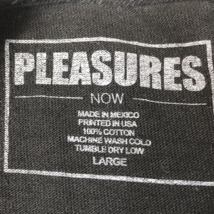 PLEASURES
NOW
MADE IN MEXICO
PRINTED IN USA
100% COTTON
MACHINE WASH COLD
TUMBLE DRY LOW
LARGE